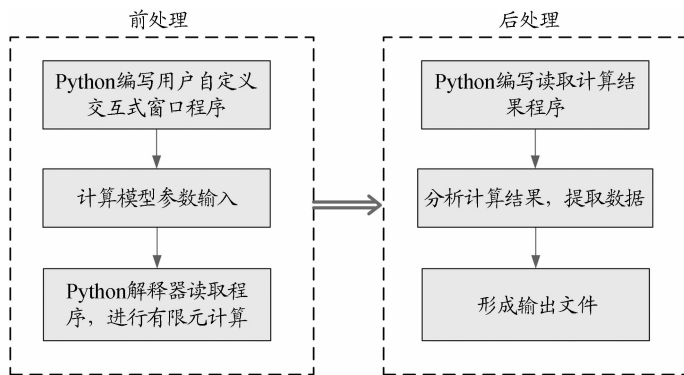 前处理
Python编写用户自定义
交互式窗口程序
计算模型参数输入
Python解释器读取程
序，进行有限元计算
后处理
Python编写读取计算结
果程序
分析计算结果，提取数据
形成输出文件